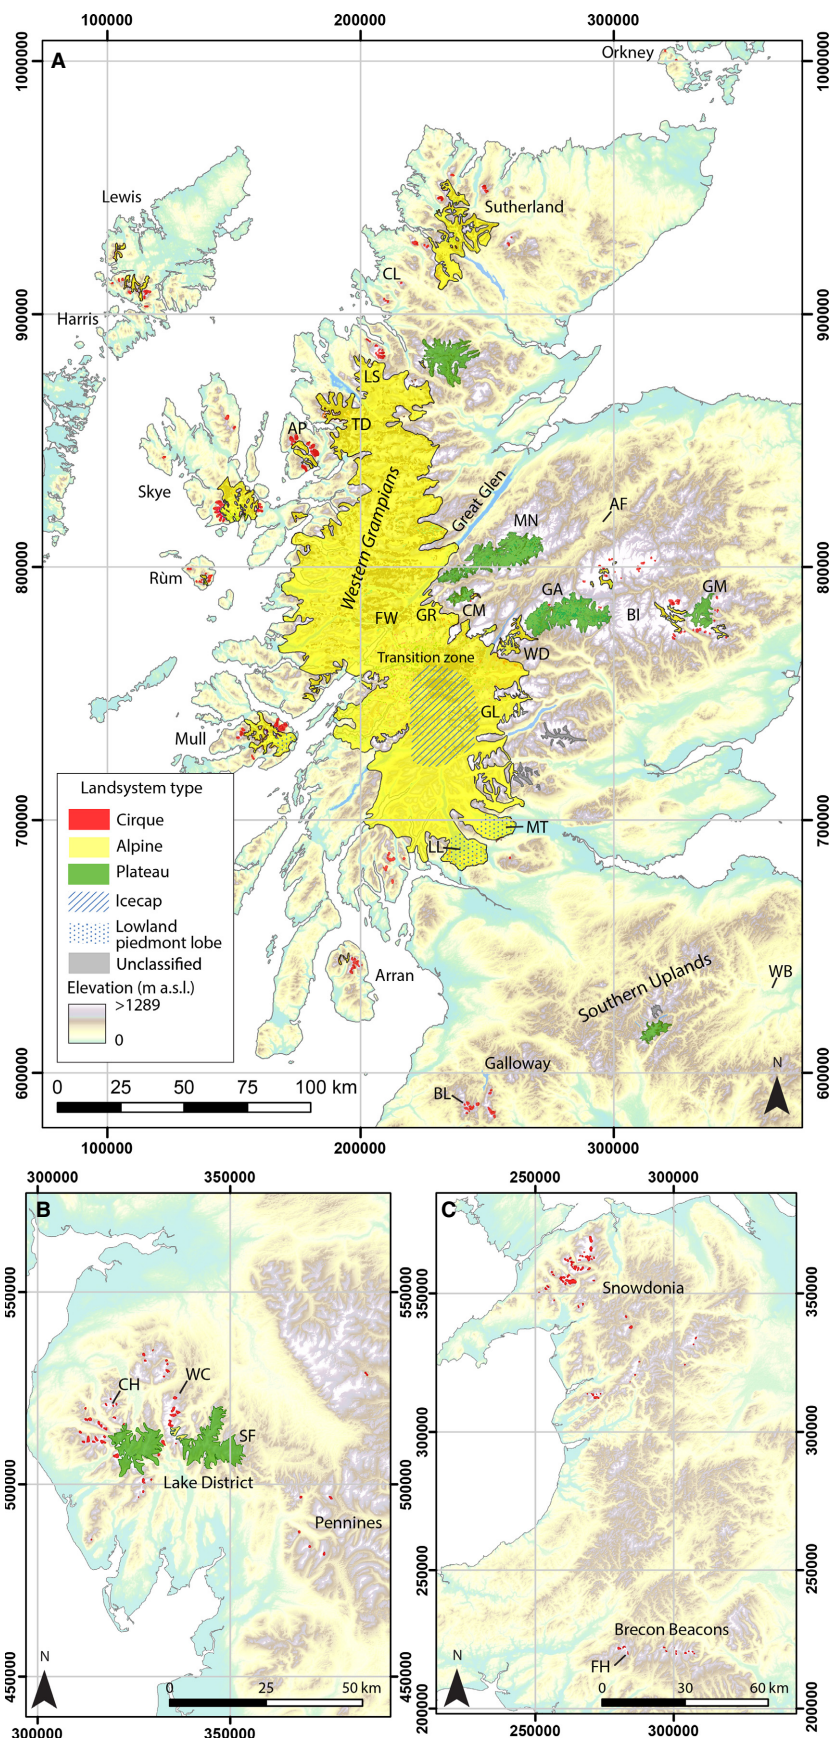 100000
200000
300000
A
Orkney
1000000
1000000
Lewis
Sutherland
CL
Harris
900000
900000
LS
TD
AP
Skye
Western Grampians
Great Glen
AF
MN
Rùm
800000
800000
GA
GM
FW
GR
CM
BI
WD
Transition zone
GL
Mull
Landsystem type
Cirque
Alpine
Plateau
Icecap
Lowland
piedmont lobe
Unclassified
Elevation (m a.s.l.)
>1289
0
700000
700000
MT
LL
Arran
Southern Uplands
WB
Galloway
BL
600000
600000
N
0
25
50
75
100 km
100000
200000
300000
300000
350000
B
550000
550000
CH
WC
SF
Lake District
500000
500000
Pennines
N
0
25
50 km
450000
450000
300000
350000
250000
300000
C
Snowdonia
350000
350000
300000
300000
250000
250000
Brecon Beacons
FH
N
0
30
60 km
200000
200000
250000
300000